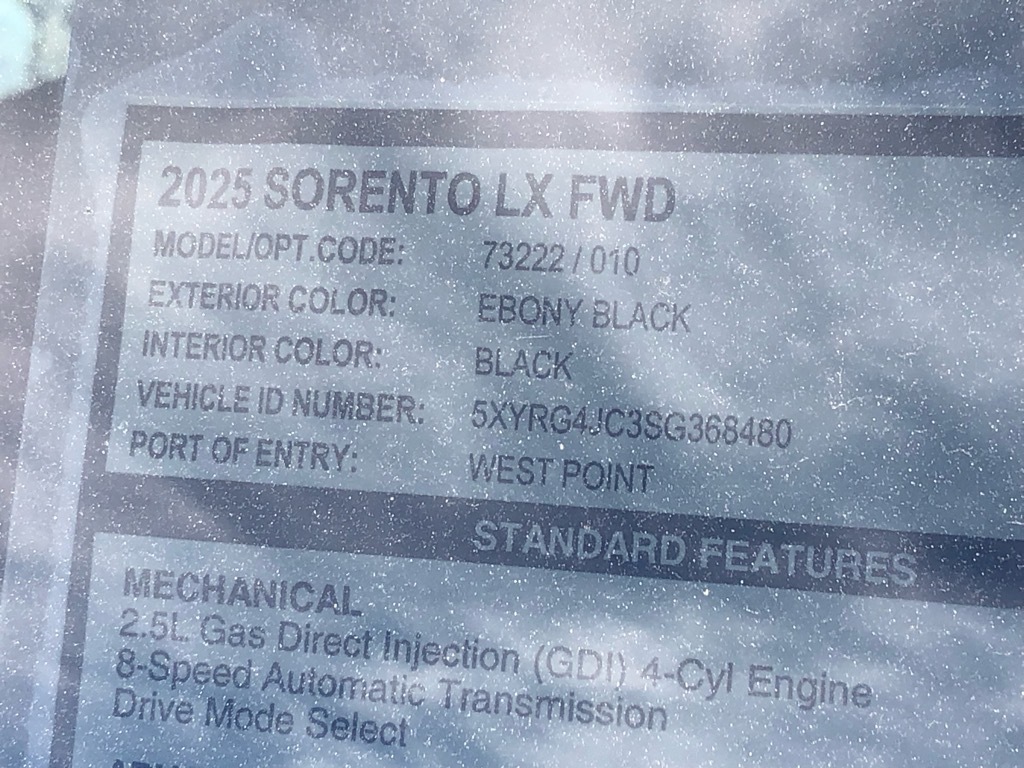 2025 SORENTO LX FWD
MODEL/OPT.CODE: 73222 / 010
EXTERIOR COLOR: EBONY BLACK
INTERIOR COLOR: BLACK
VEHICLE ID NUMBER: 5XYRG4JC3SG368480
PORT OF ENTRY: WEST POINT
STANDARD FEATURES
MECHANICAL
2.5L Gas Direct Injection (GDI) 4-Cyl Engine
8-Speed Automatic Transmission
Drive Mode Select